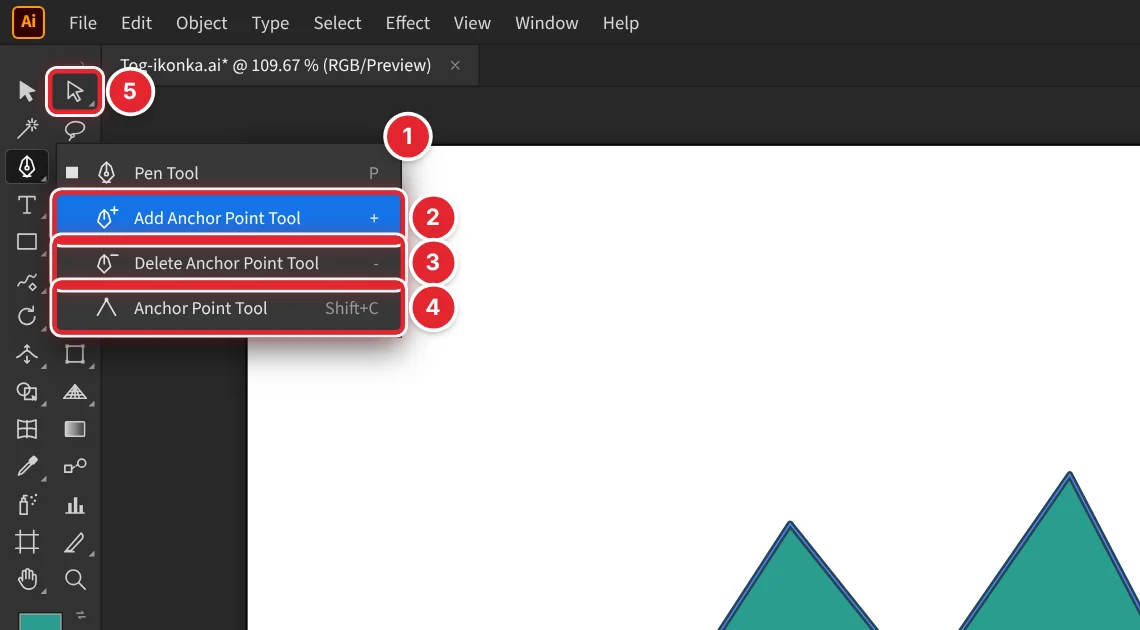 Ai File Edit Object Type Select Effect View Window Help
Tog-ikonka.ai* @ 109.67 % (RGB/Preview) ×
5
1
Pen Tool P
Add Anchor Point Tool + 2
Delete Anchor Point Tool - 3
Anchor Point Tool Shift+C 4